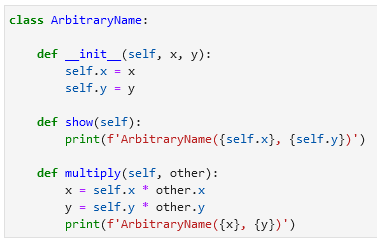 class ArbitraryName:
    def __init__(self, x, y):
        self.x = x
        self.y = y
    def show(self):
        print(f'ArbitraryName({self.x}, {self.y})')
    def multiply(self, other):
        x = self.x * other.x
        y = self.y * other.y
        print(f'ArbitraryName({x}, {y})')